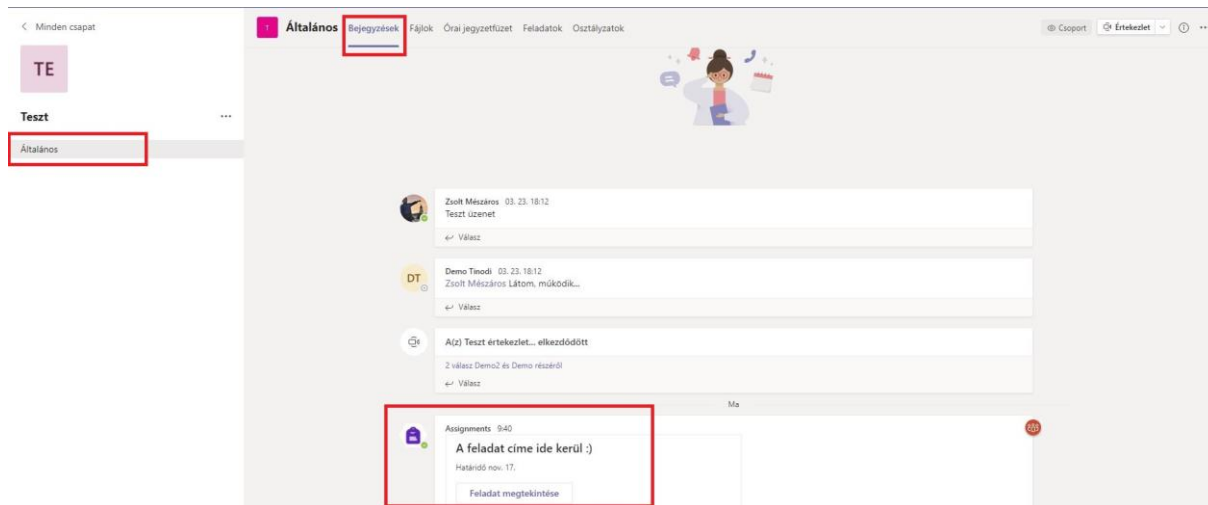 Minden csapat
TE
Teszt
Általános
T Általános Bejegyzések Fájlok Órai jegyzetfüzet Feladatok Osztályzatok
Csoport Értekezlet
Zsolt Mészáros 03. 23. 18:12
Teszt üzenet
Válasz
DT Demo Tinodi 03. 23. 18:12
Zsolt Mészáros Látom, működik...
Válasz
A(z) Teszt értekezlet... elkezdődött
2 válasz Demo2 és Demo részéről
Válasz
Ma
Assignments 9:40
A feladat címe ide kerül :)
Határidő nov. 17.
Feladat megtekintése